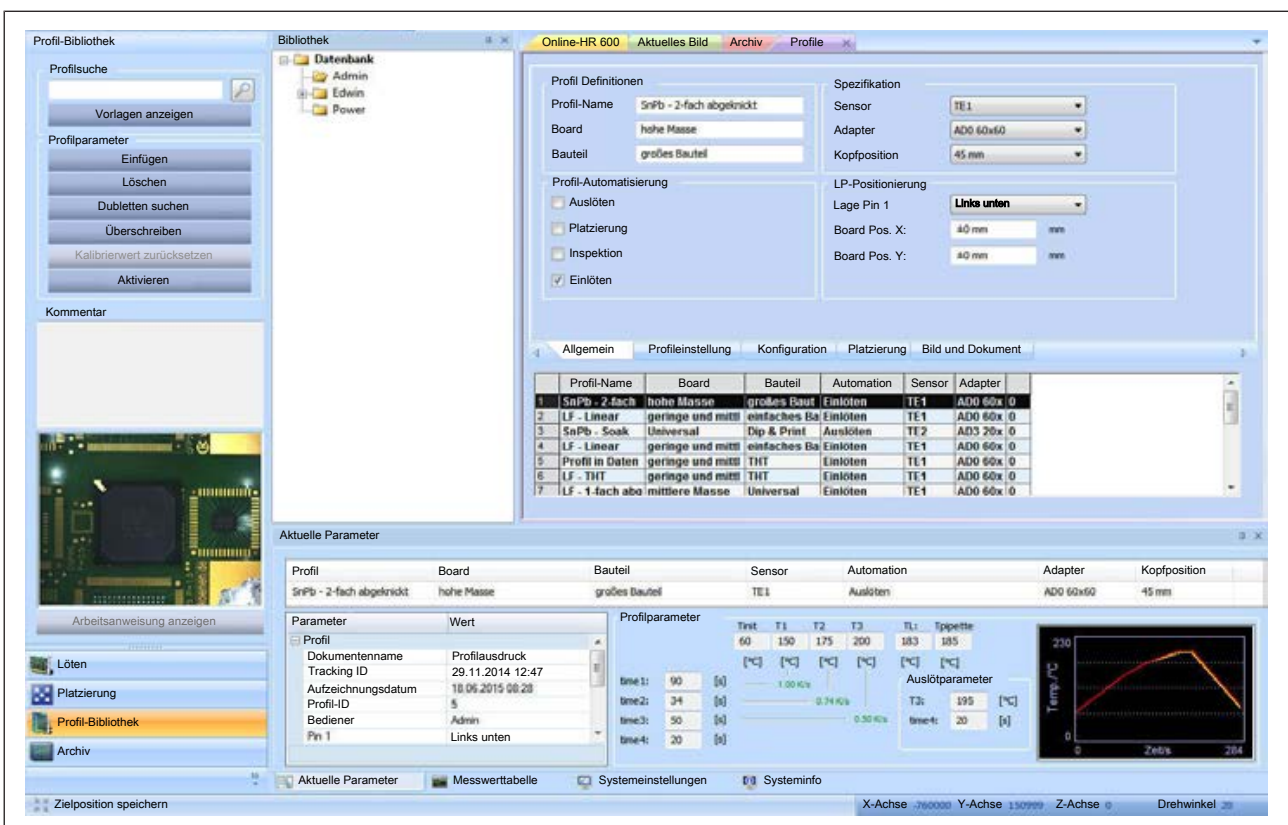 Profil-Bibliothek
Profilsuche
Vorlagen anzeigen
Profilparameter
Einfügen
Löschen
Dubletten suchen
Überschreiben
Kalibrierwert zurücksetzen
Aktivieren
Kommentar
Arbeitsanweisung anzeigen
Löten
Platzierung
Profil-Bibliothek
Archiv
Bibliothek
Datenbank
Admin
Edwin
Power
Online-HR 600 Aktuelles Bild Archiv Profile
Profil Definitionen
Profil-Name SnPb - 2-fach abgeknickt
Board hohe Masse
Bauteil großes Bauteil
Spezifikation
Sensor TE1
Adapter AD0 60x60
Kopfposition 45 mm
Profil-Automatisierung
Auslöten
Platzierung
Inspektion
Einlöten
LP-Positionierung
Lage Pin 1 Links unten
Board Pos. X: ±0 mm mm
Board Pos. Y: ±0 mm mm
Allgemein Profileinstellung Konfiguration Platzierung Bild und Dokument
Profil-Name Board Bauteil Automation Sensor Adapter
1 SnPb - 2-fach hohe Masse großes Baut Einlöten TE1 AD0 60x 0
2 LF - Linear geringe und mittl einfaches Ba Einlöten TE1 AD0 60x 0
3 SnPb - Soak Universal Dip & Print Auslöten TE2 AD3 20x 0
4 LF - Linear geringe und mittl einfaches Ba Einlöten TE1 AD0 60x 0
5 Profil in Daten geringe und mittl THT Einlöten TE1 AD0 60x 0
6 LF - THT geringe und mittl THT Einlöten TE1 AD0 60x 0
7 LF - 1-fach abg mittlere Masse Universal Einlöten TE1 AD0 60x 0
Aktuelle Parameter
Profil Board Bauteil Sensor Automation Adapter Kopfposition
SnPb - 2-fach abgeknickt hohe Masse großes Bauteil TE1 Auslöten AD0 60x60 45 mm
Parameter Wert
Profil
Dokumentenname Profilausdruck
Tracking ID 29.11.2014 12:47
Aufzeichnungsdatum 18.06.2015 08:28
Profil-ID 5
Bediener Admin
Pin 1 Links unten
Profilparameter
Tinit T1 T2 T3 TL: Tpipette
60 150 175 200 183 185
[°C] [°C] [°C] [°C] [°C] [°C]
time1: 90 [s] 1.00 K/s
time2: 34 [s] 0.74 K/s
time3: 50 [s] 0.50 K/s
time4: 20 [s]
Auslötparameter
T3: 195 [°C]
time4: 20 [s]
230
Temp./°C
0
0 Zeit/s 284
Aktuelle Parameter Messwerttabelle Systemeinstellungen Systeminfo
Zielposition speichern
X-Achse -760000 Y-Achse 150999 Z-Achse 0 Drehwinkel 20